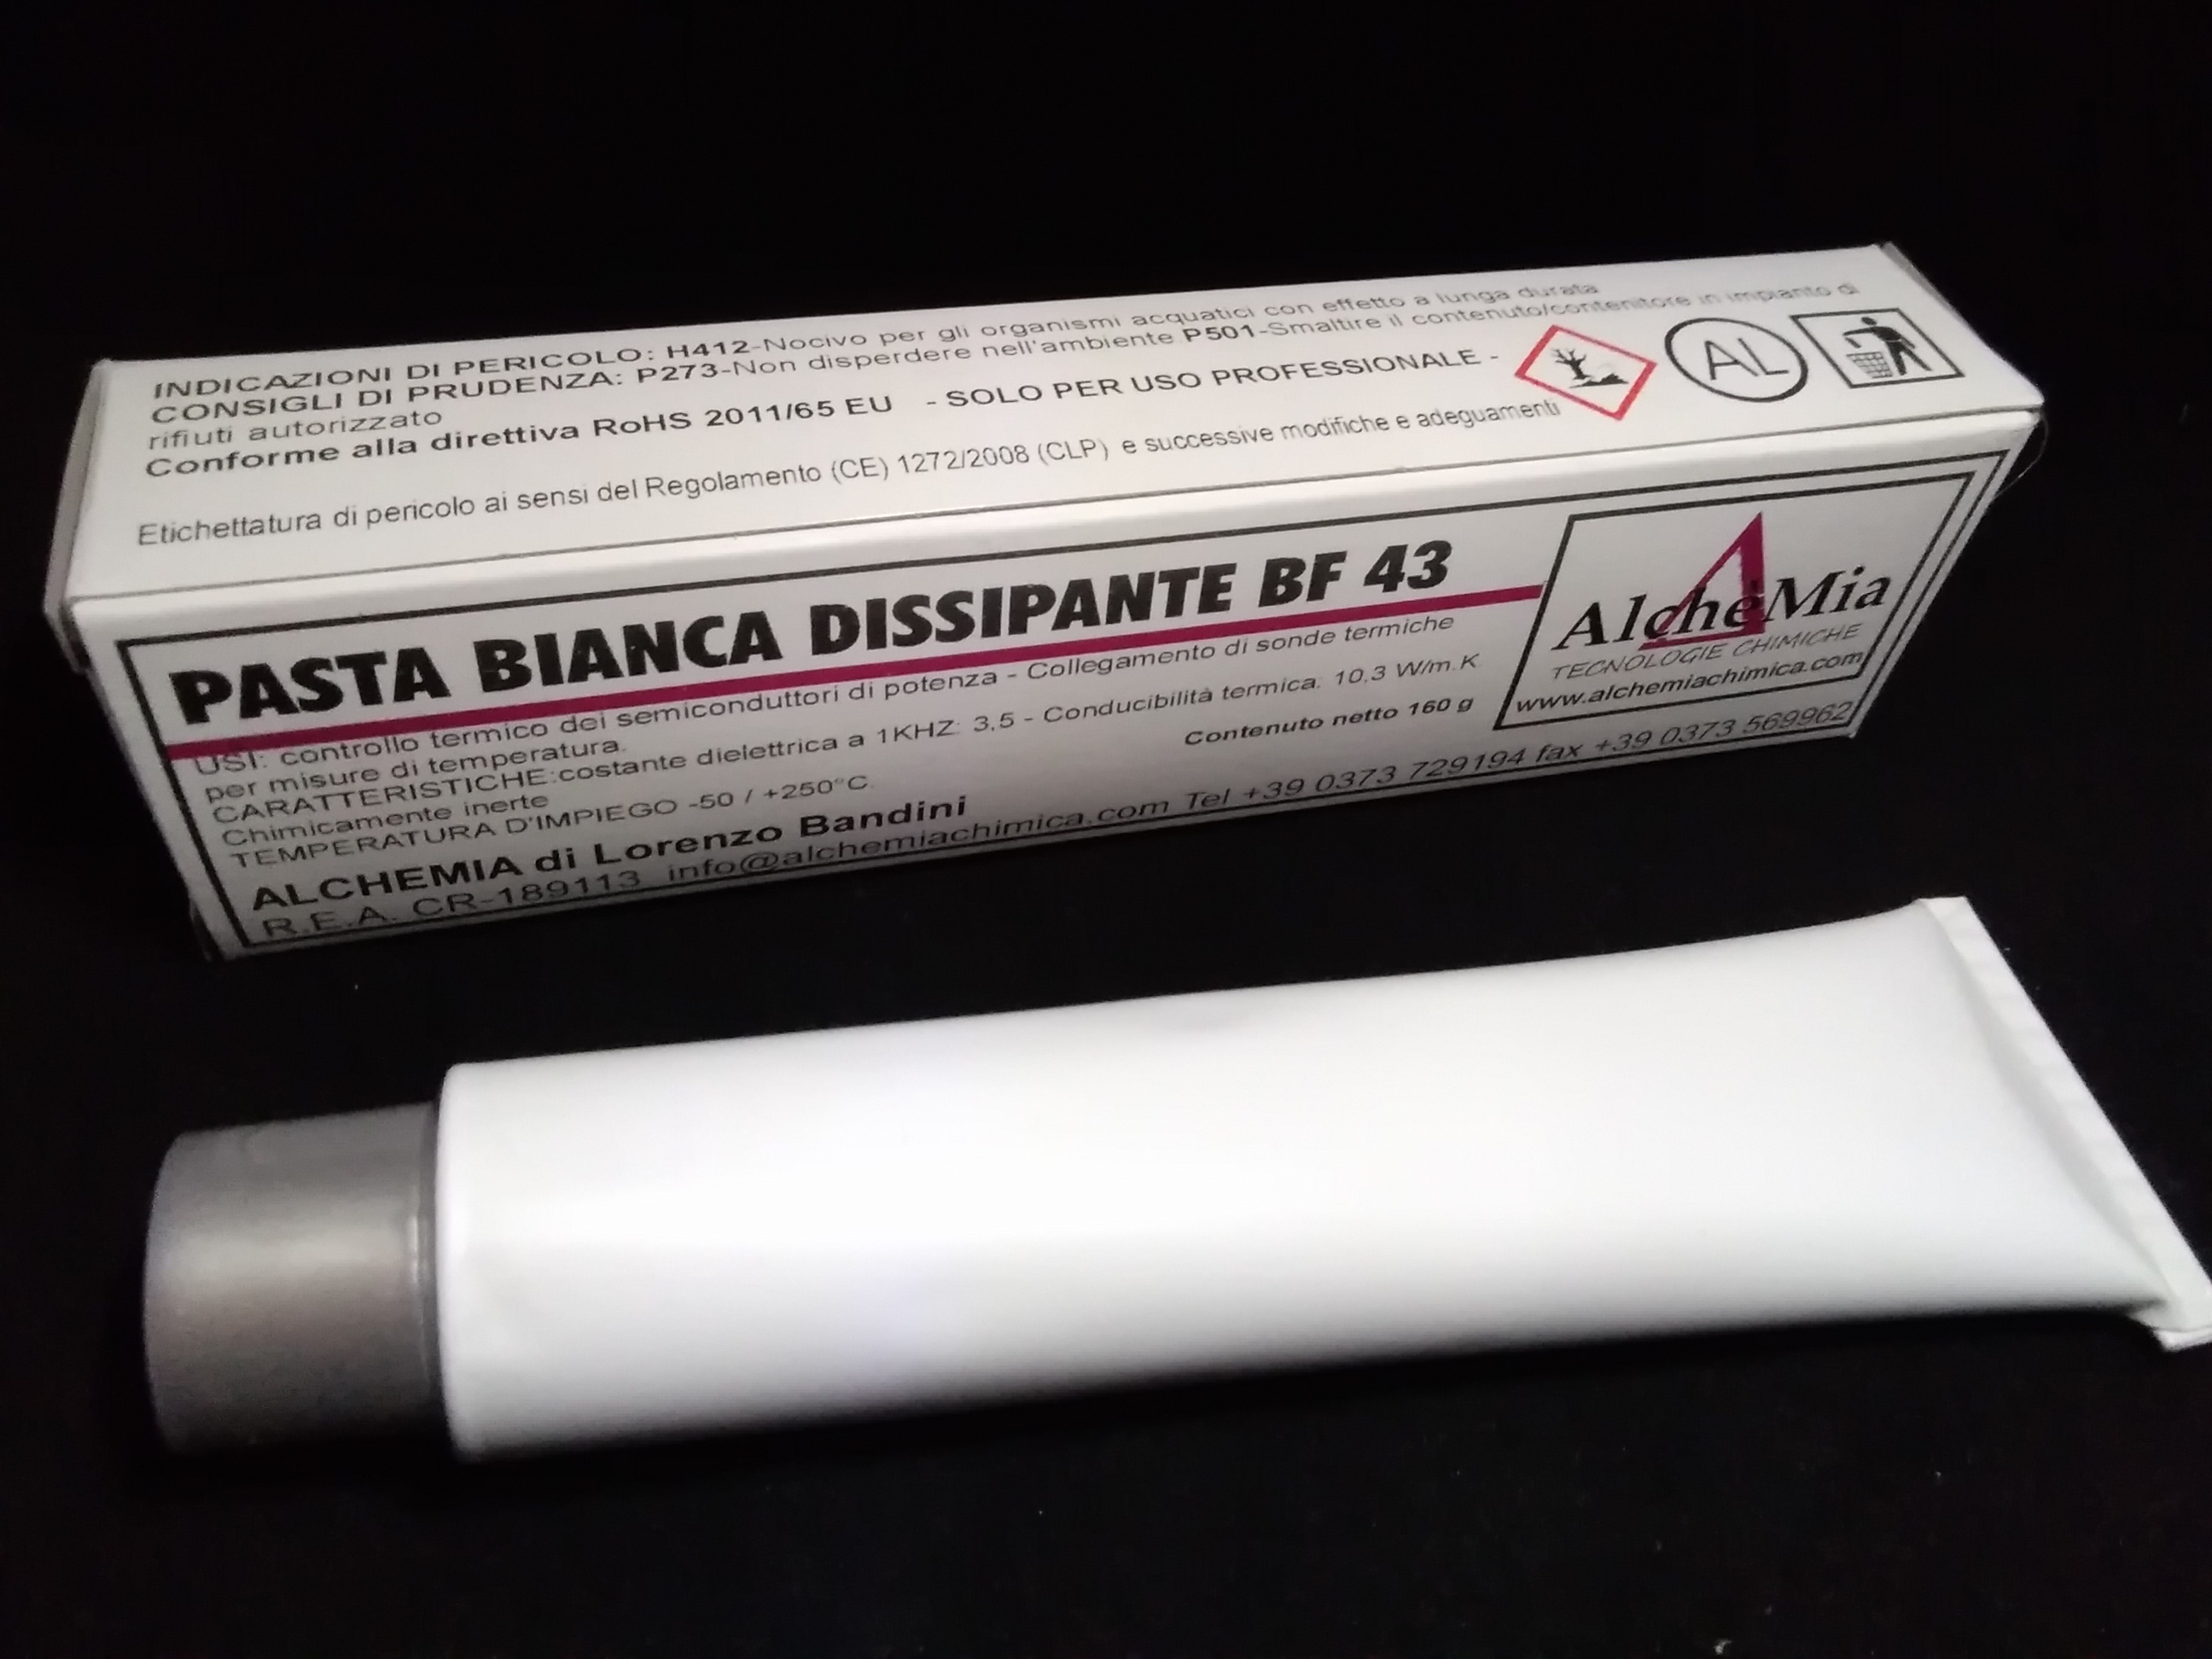 INDICAZIONI DI PERICOLO: H412-Nocivo per gli organismi acquatici con effetto a lunga durata
CONSIGLI DI PRUDENZA: P273-Non disperdere nell'ambiente P501-Smaltire il contenuto/contenitore in impianto di
rifiuti autorizzato
Conforme alla direttiva RoHS 2011/65 EU - SOLO PER USO PROFESSIONALE -
Etichettatura di pericolo ai sensi del Regolamento (CE) 1272/2008 (CLP) e successive modifiche e adeguamenti
AL
PASTA BIANCA DISSIPANTE BF 43
USI: controllo termico dei semiconduttori di potenza - Collegamento di sonde termiche
per misure di temperatura.
CARATTERISTICHE:costante dielettrica a 1KHZ: 3,5 - Conducibilità termica: 10,3 W/m.K
Chimicamente inerte
TEMPERATURA D'IMPIEGO -50 / +250°C.
Contenuto netto 160 g
ALCHEMIA di Lorenzo Bandini
R.E.A. CR-189113 info@alchemiachimica.com Tel +39 0373 729194 fax +39 0373 569962
AlcheMia
TECNOLOGIE CHIMICHE
www.alchemiachimica.com